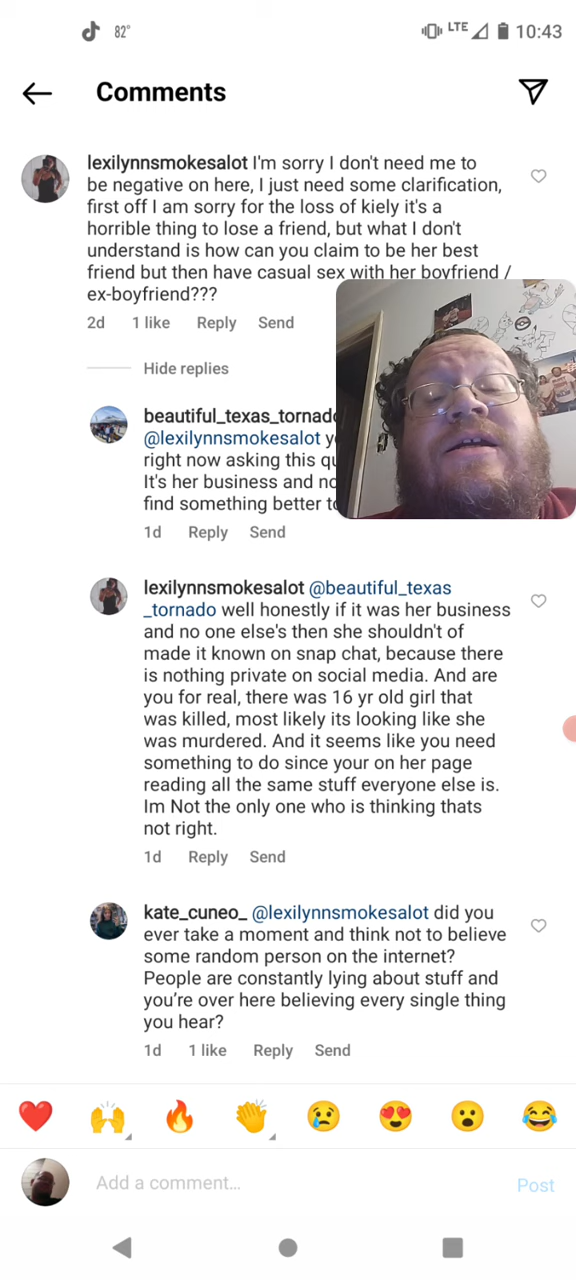 82°
LTE 10:43
Comments
lexilynnsmokesalot I'm sorry I don't need me to
be negative on here, I just need some clarification,
first off I am sorry for the loss of kiely it's a
horrible thing to lose a friend, but what I don't
understand is how can you claim to be her best
friend but then have casual sex with her boyfriend /
ex-boyfriend???
2d 1 like Reply Send
Hide replies
beautiful_texas_tornado
@lexilynnsmokesalot
right now asking this
It's her business and
find something better
1d Reply Send
lexilynnsmokesalot @beautiful_texas
_tornado well honestly if it was her business
and no one else's then she shouldn't of
made it known on snap chat, because there
is nothing private on social media. And are
you for real, there was 16 yr old girl that
was killed, most likely its looking like she
was murdered. And it seems like you need
something to do since your on her page
reading all the same stuff everyone else is.
Im Not the only one who is thinking thats
not right.
1d Reply Send
kate_cuneo_ @lexilynnsmokesalot did you
ever take a moment and think not to believe
some random person on the internet?
People are constantly lying about stuff and
you're over here believing every single thing
you hear?
1d 1 like Reply Send
Add a comment...
Post